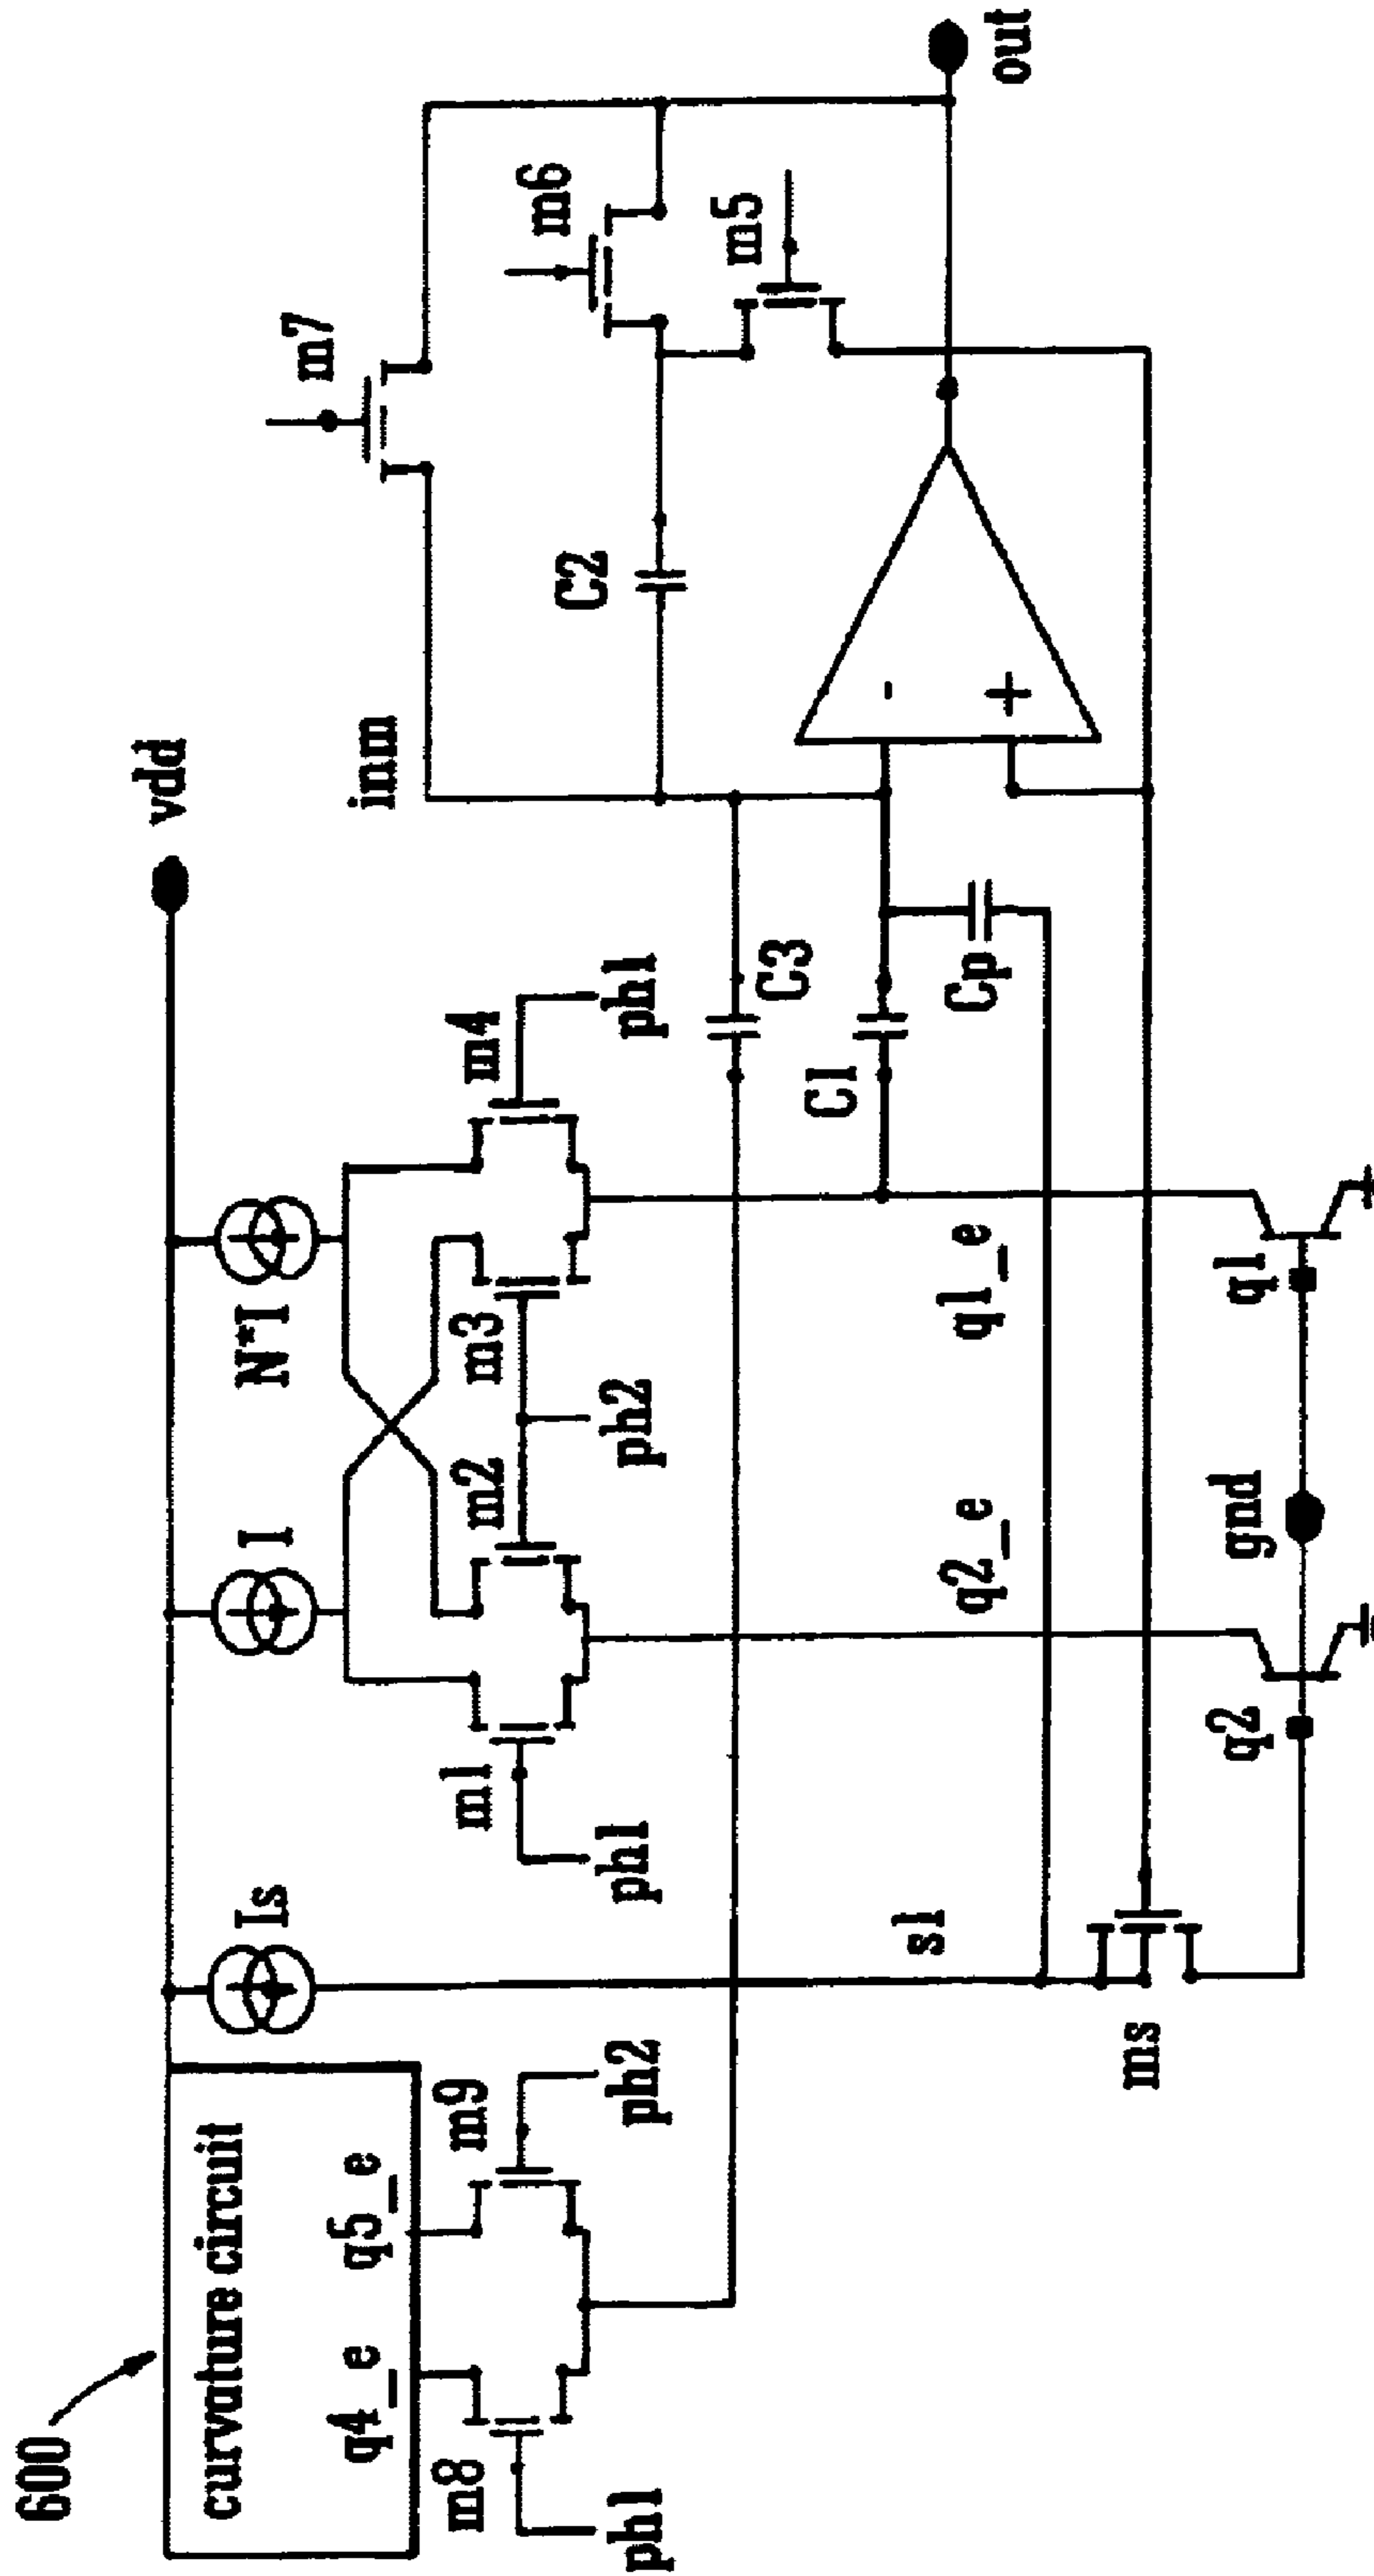 600
curvature circuit
q4_e
q5_e
m8
ph1
m9
ph2
Is
I
N*I
vdd
m1
ph1
m2
ph2
m3
m4
ph1
s1
ms
q2_e
q1_e
q2
gnd
q1
C3
C1
Cp
inm
C2
m7
m6
m5
-
+
out